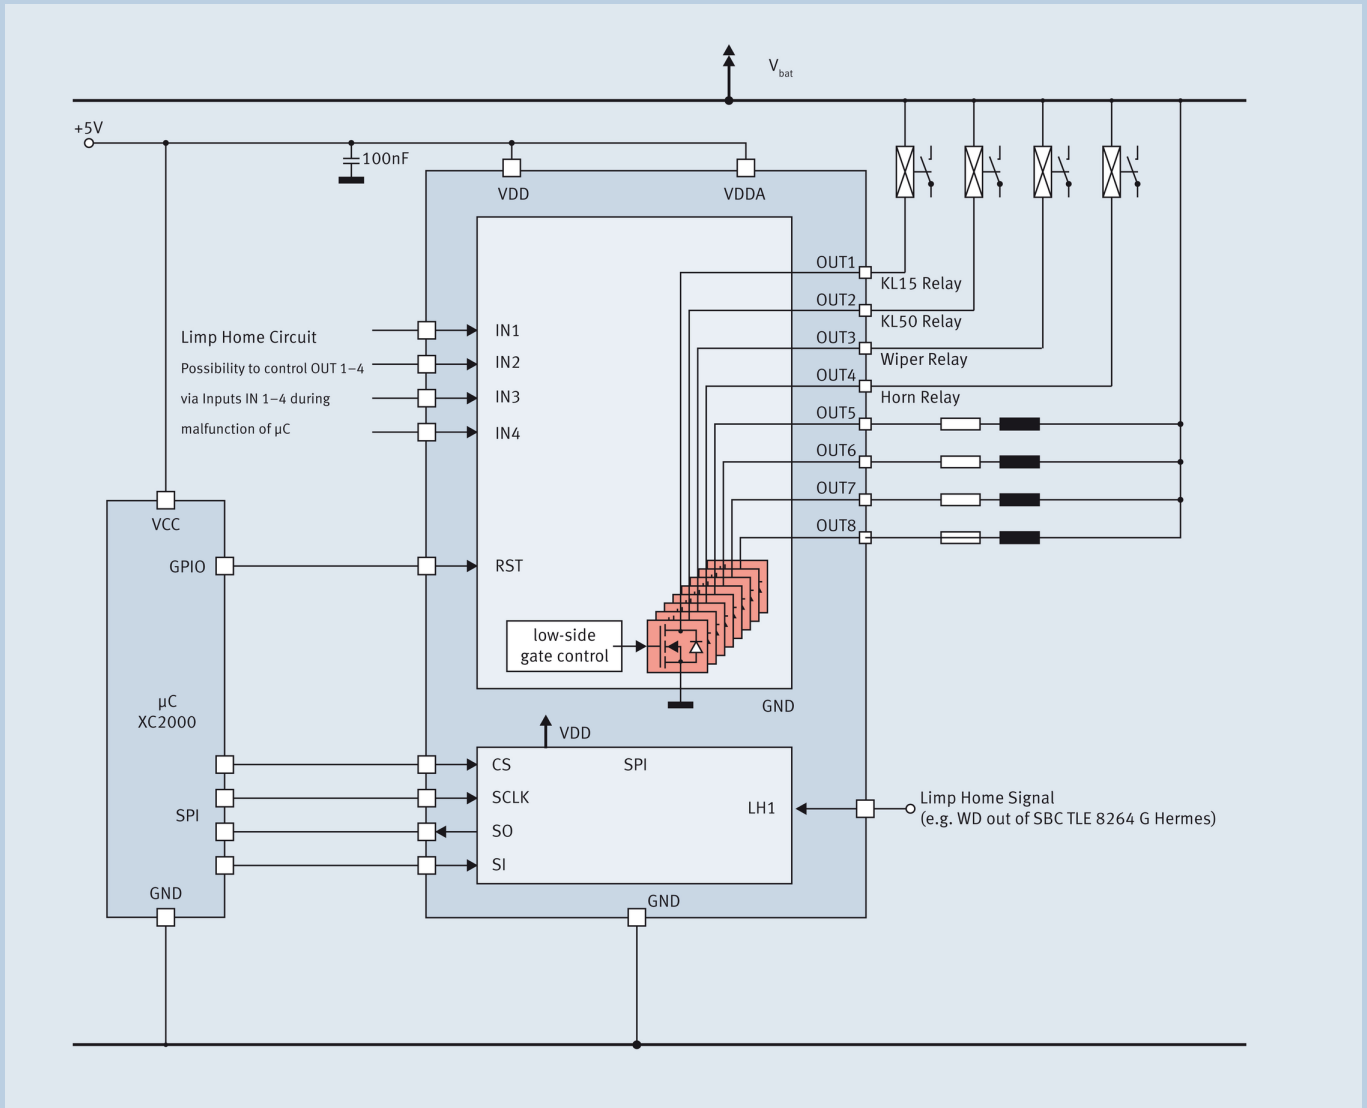 Vbat
+5V
100nF
VDD
VDDA
OUT1
KL15 Relay
OUT2
KL50 Relay
OUT3
Wiper Relay
OUT4
Horn Relay
OUT5
OUT6
OUT7
OUT8
Limp Home Circuit
Possibility to control OUT 1–4
via Inputs IN 1–4 during
malfunction of µC
IN1
IN2
IN3
IN4
VCC
GPIO
RST
low-side
gate control
GND
µC
XC2000
VDD
CS
SPI
SCLK
SO
SI
SPI
LH1
Limp Home Signal
(e.g. WD out of SBC TLE 8264 G Hermes)
GND
GND